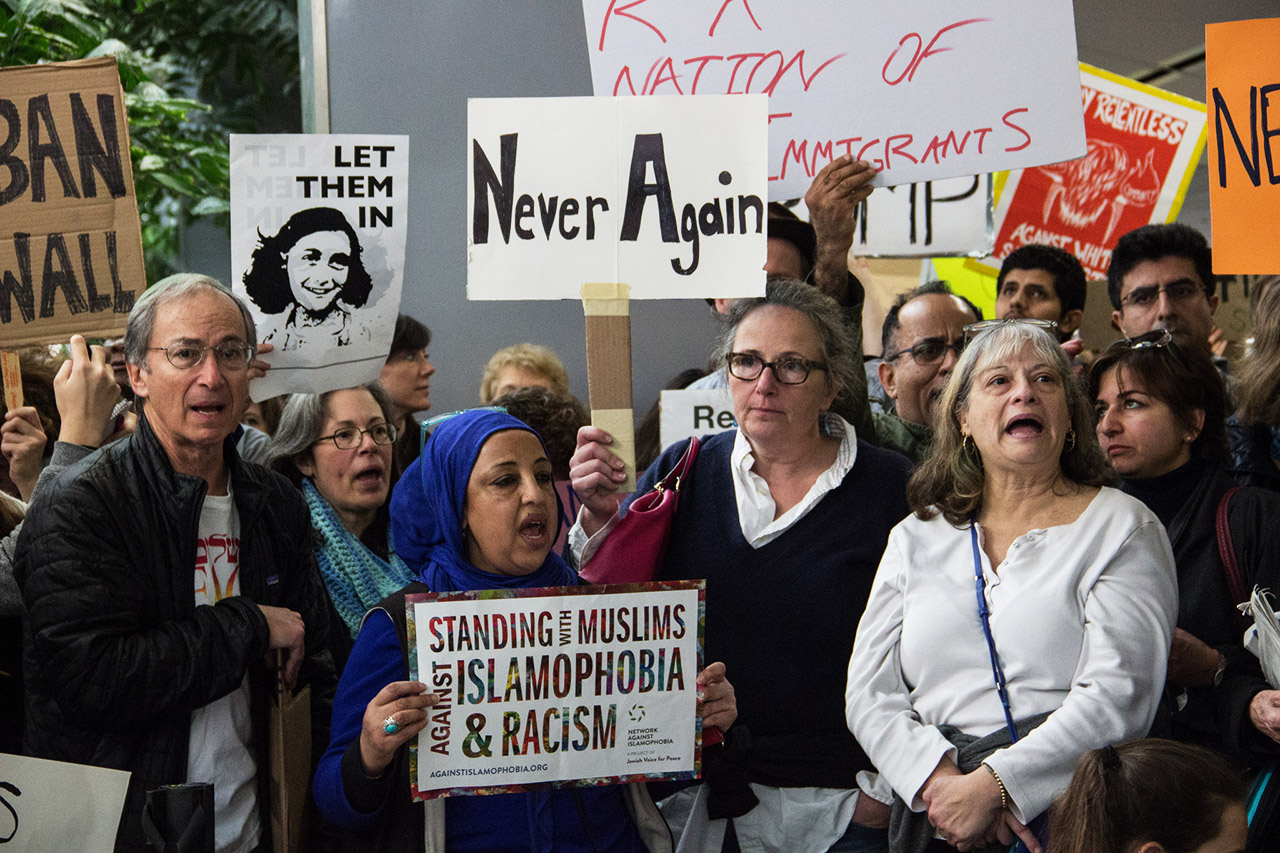 BAN
WALL
LET
THEM
IN
Never Again
NATION OF
IMMIGRANTS
RELENTLESS
AGAINST WHIT
NE
Re
STANDING WITH MUSLIMS
AGAINST
ISLAMOPHOBIA
& RACISM
NETWORK
AGAINST
ISLAMOPHOBIA
A PROJECT OF
Jewish Voice for Peace
AGAINSTISLAMOPHOBIA.ORG